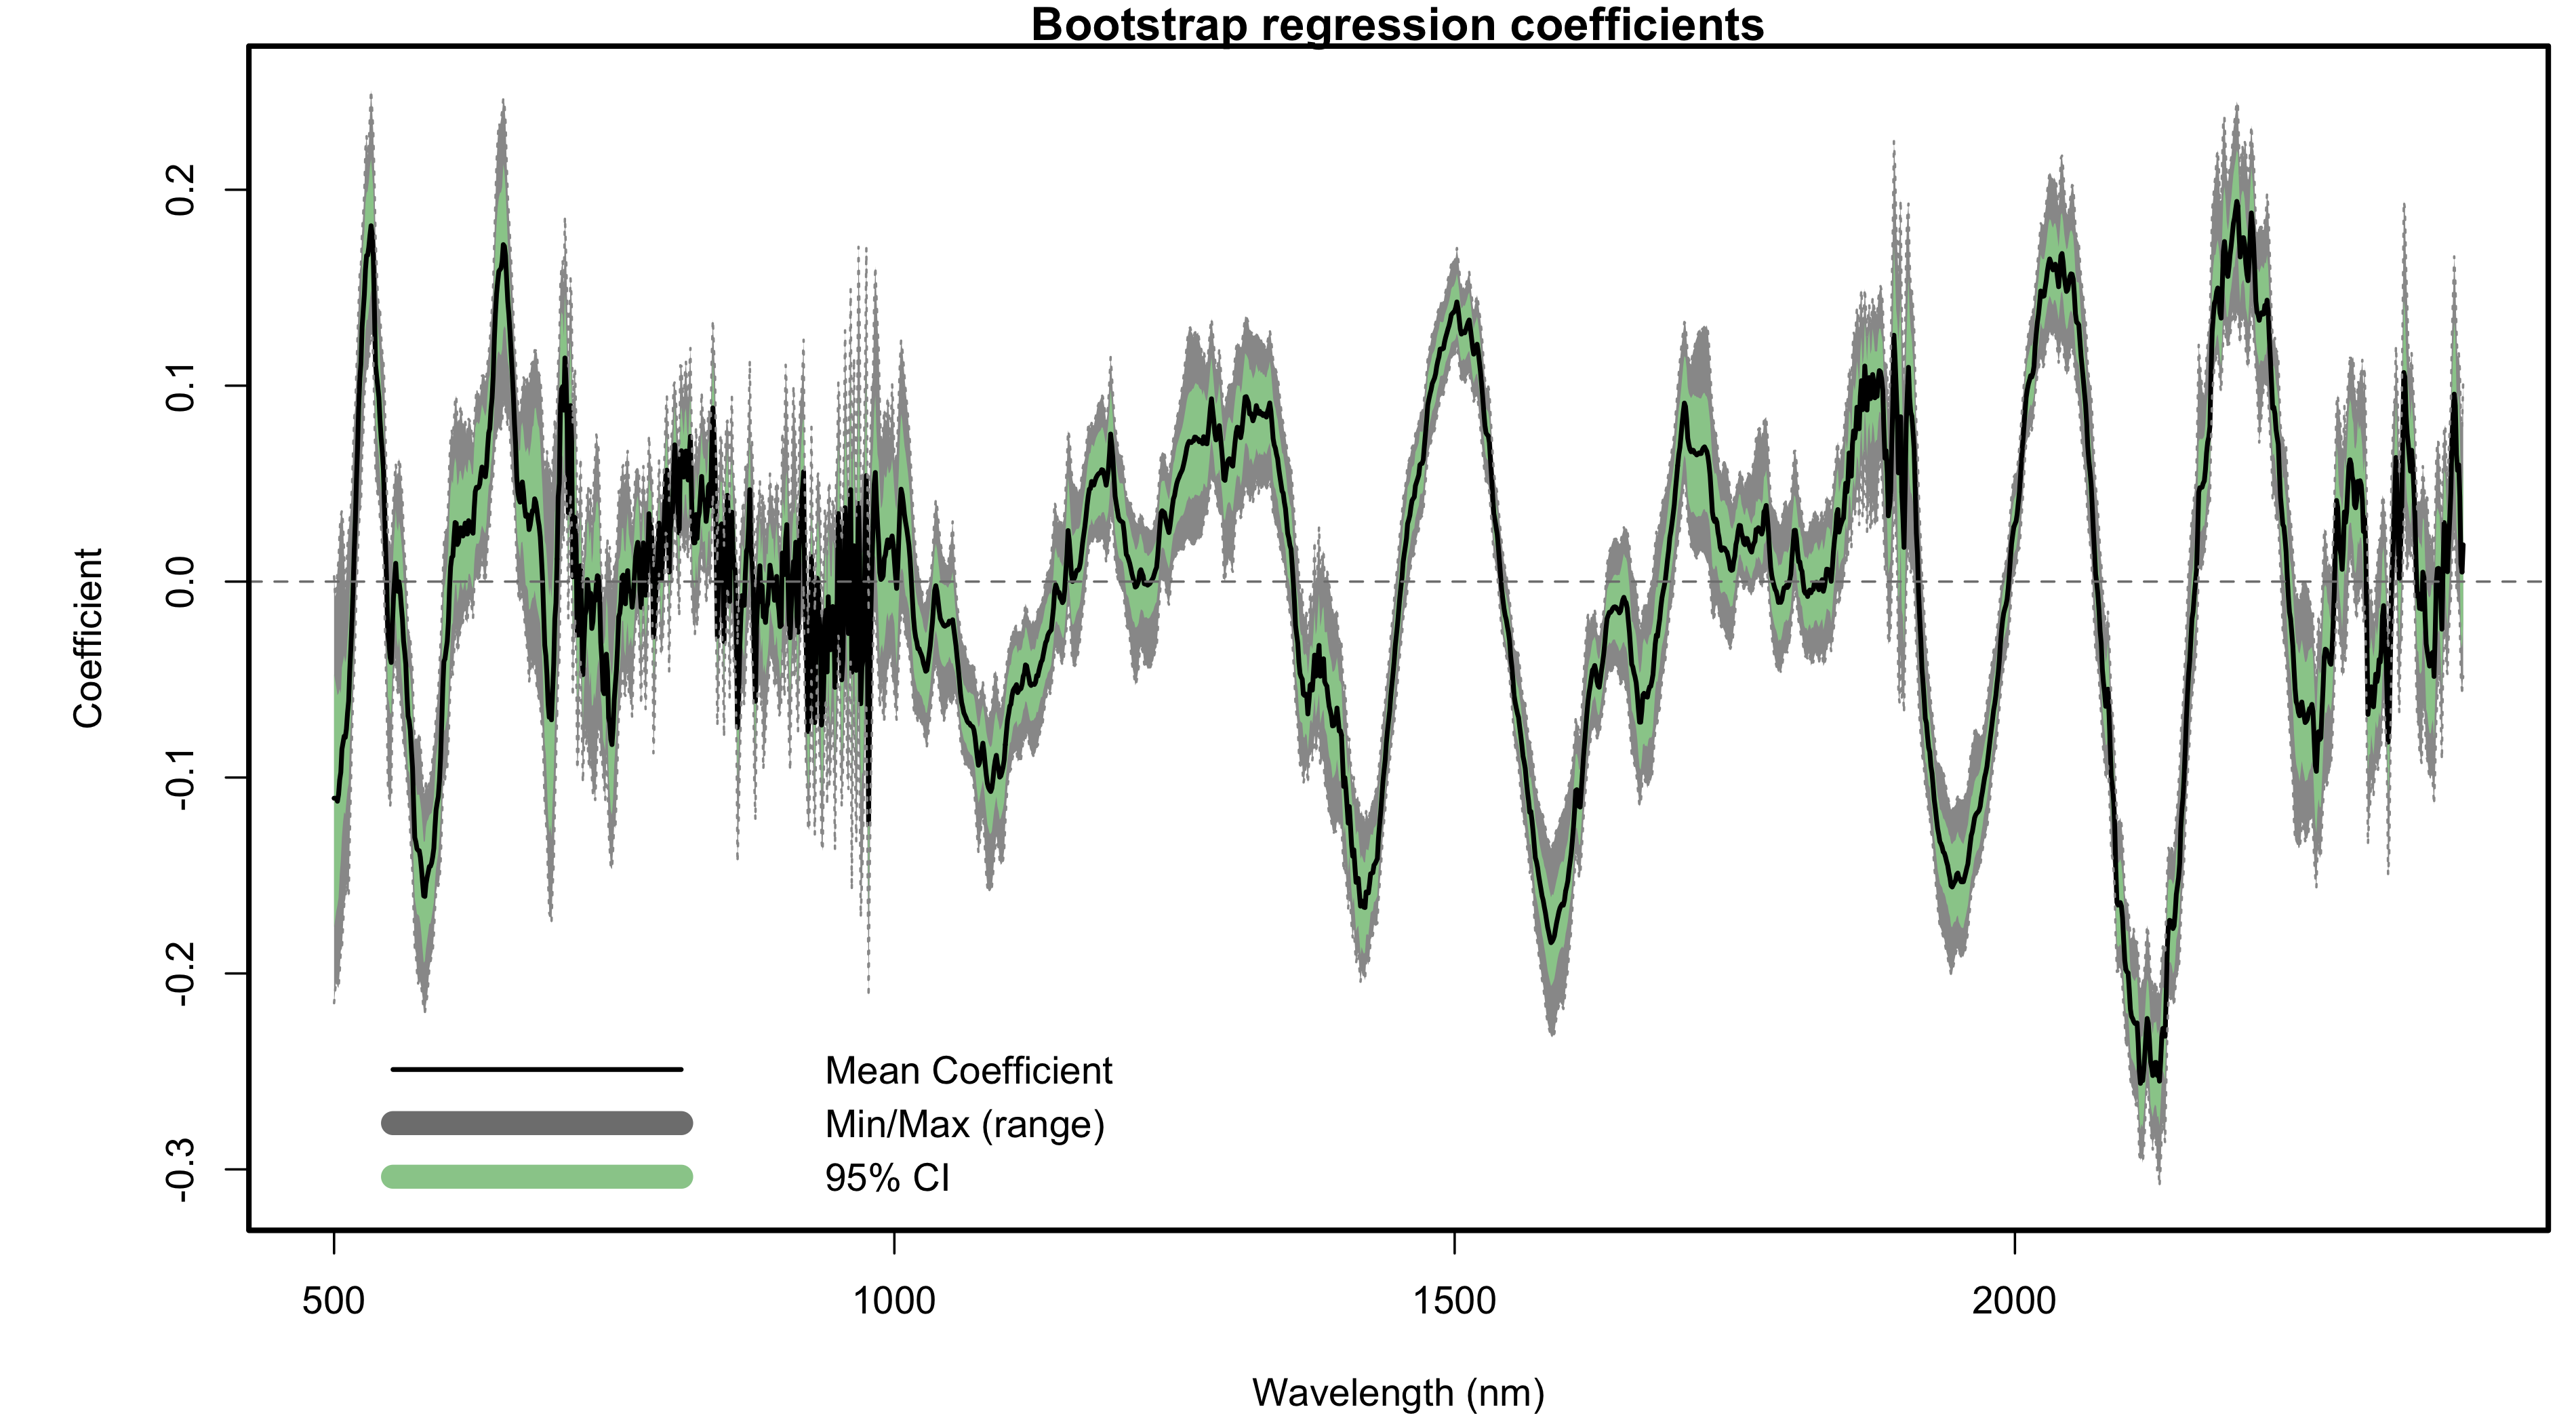 Bootstrap regression coefficients
Coefficient
0.2
0.1
0.0
-0.1
-0.2
-0.3
Mean Coefficient
Min/Max (range)
95% CI
500 1000 1500 2000
Wavelength (nm)